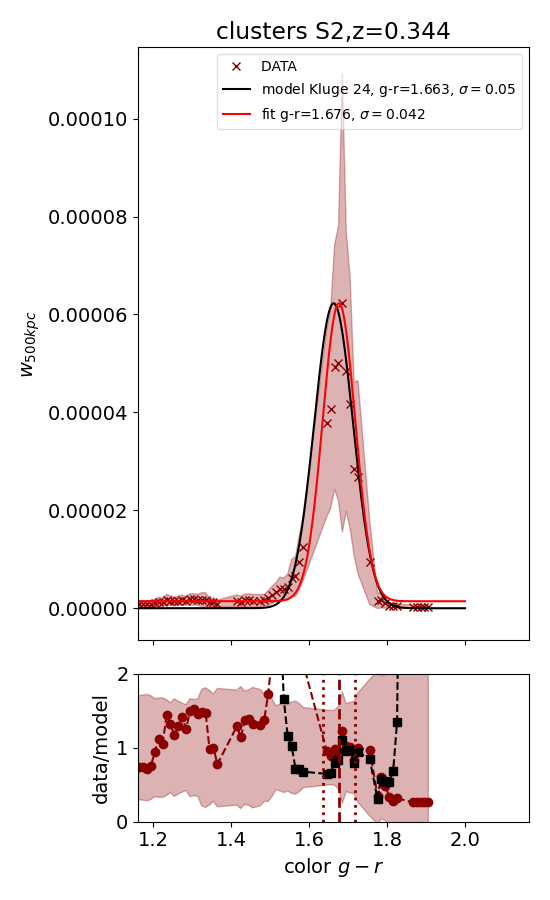 clusters S2,z=0.344
DATA
model Kluge 24, g-r=1.663, σ = 0.05
fit g-r=1.676, σ = 0.042
0.00010
0.00008
0.00006
0.00004
0.00002
0.00000
w500kpc
2
1
0
data/model
1.2 1.4 1.6 1.8 2.0
color g − r